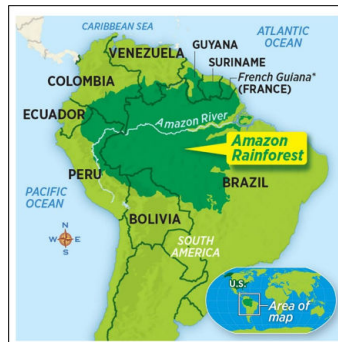 CARIBBEAN SEA
ATLANTIC
OCEAN
VENEZUELA
GUYANA
SURINAME
French Guiana*
(FRANCE)
COLOMBIA
ECUADOR
Amazon River
Amazon
Rainforest
PERU
BRAZIL
PACIFIC
OCEAN
BOLIVIA
N
W E
S
SOUTH
AMERICA
U.S.
Area of
map